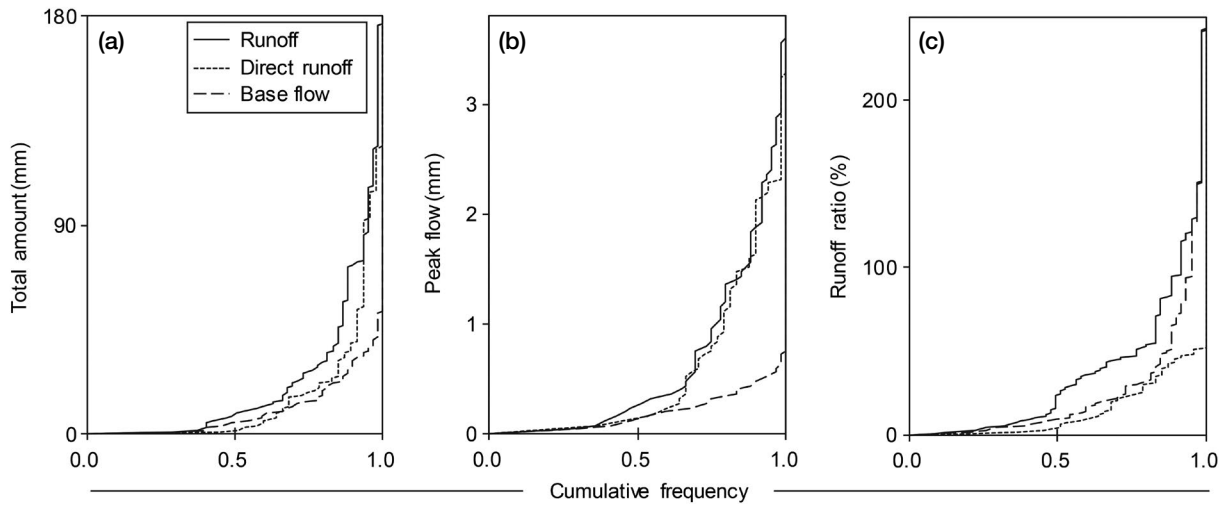 (a)
Runoff
Direct runoff
Base flow
180
90
0
Total amount (mm)
0.0 0.5 1.0
(b)
3
2
1
0
Peak flow (mm)
0.0 0.5 1.0
(c)
200
100
0
Runoff ratio (%)
0.0 0.5 1.0
Cumulative frequency